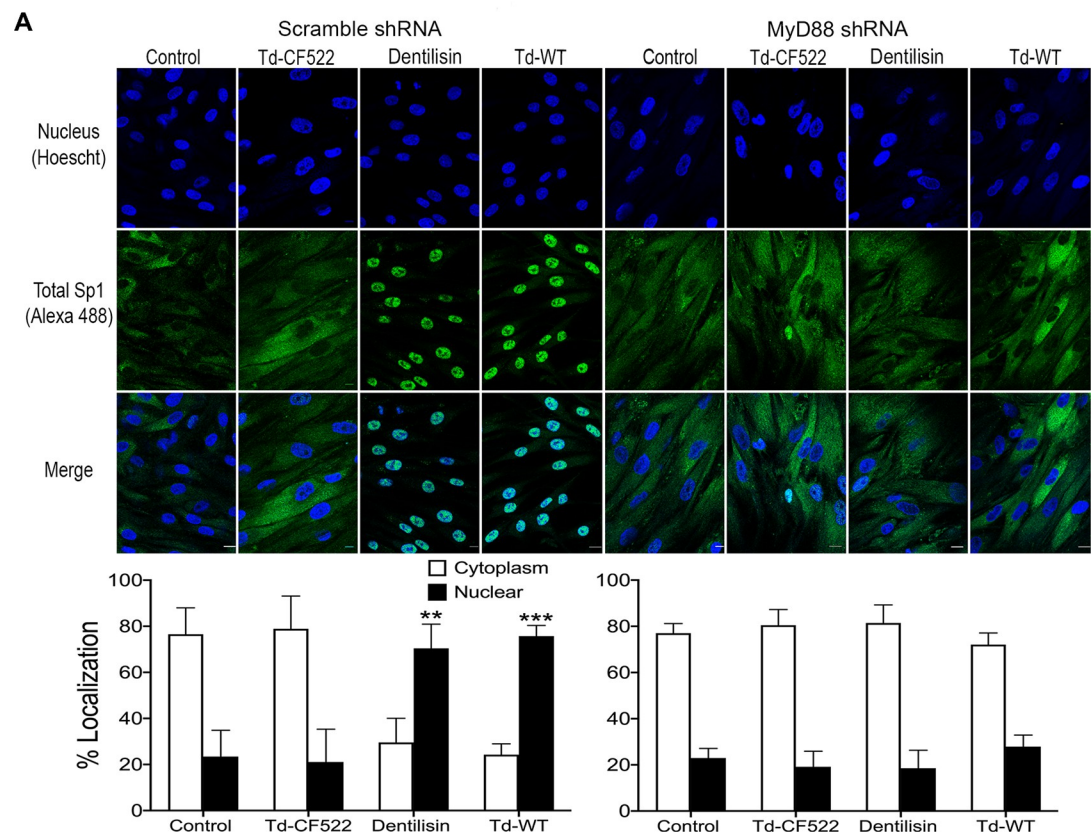 A
Scramble shRNA MyD88 shRNA
Control Td-CF522 Dentilisin Td-WT Control Td-CF522 Dentilisin Td-WT
Nucleus
(Hoescht)
Total Sp1
(Alexa 488)
Merge
Cytoplasm
Nuclear
% Localization
100
80
60
40
20
0
** ***
Control Td-CF522 Dentilisin Td-WT
100
80
60
40
20
0
Control Td-CF522 Dentilisin Td-WT